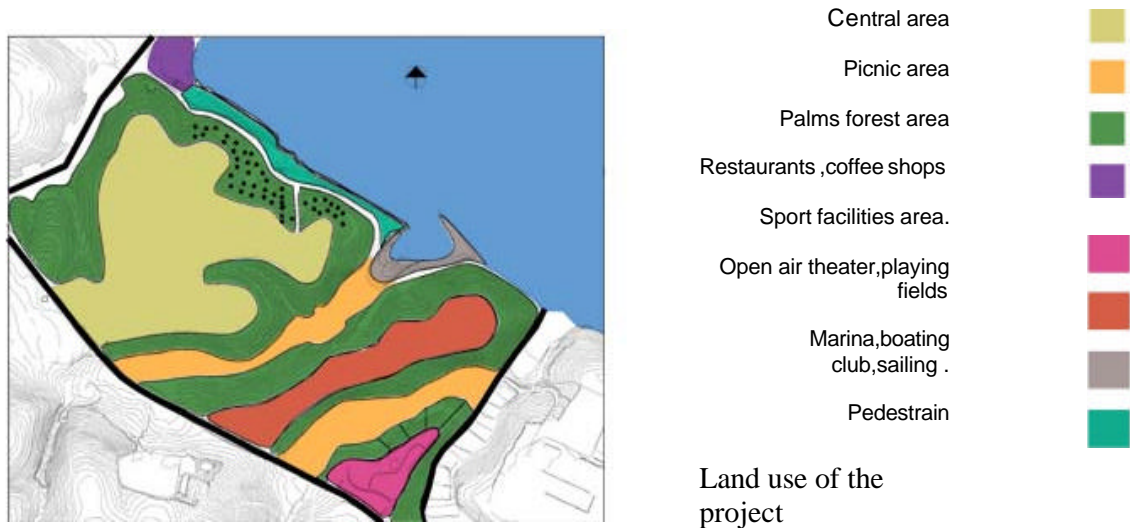 Central area
Picnic area
Palms forest area
Restaurants ,coffee shops
Sport facilities area.
Open air theater,playing
fields
Marina,boating
club,sailing .
Pedestrain
Land use of the
project